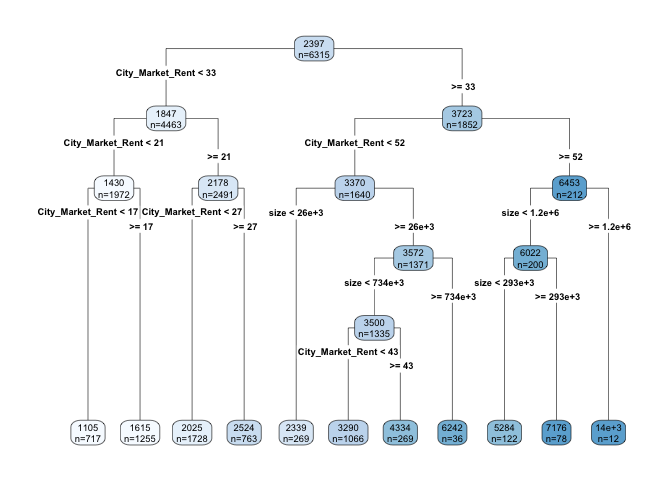 2397
n=6315
City_Market_Rent < 33
>= 33
1847
n=4463
3723
n=1852
City_Market_Rent < 21
>= 21
City_Market_Rent < 52
>= 52
1430
n=1972
2178
n=2491
3370
n=1640
6453
n=212
City_Market_Rent < 17
>= 17
City_Market_Rent < 27
>= 27
size < 26e+3
>= 26e+3
size < 1.2e+6
>= 1.2e+6
3572
n=1371
6022
n=200
size < 734e+3
>= 734e+3
size < 293e+3
>= 293e+3
3500
n=1335
City_Market_Rent < 43
>= 43
1105
n=717
1615
n=1255
2025
n=1728
2524
n=763
2339
n=269
3290
n=1066
4334
n=269
6242
n=36
5284
n=122
7176
n=78
14e+3
n=12